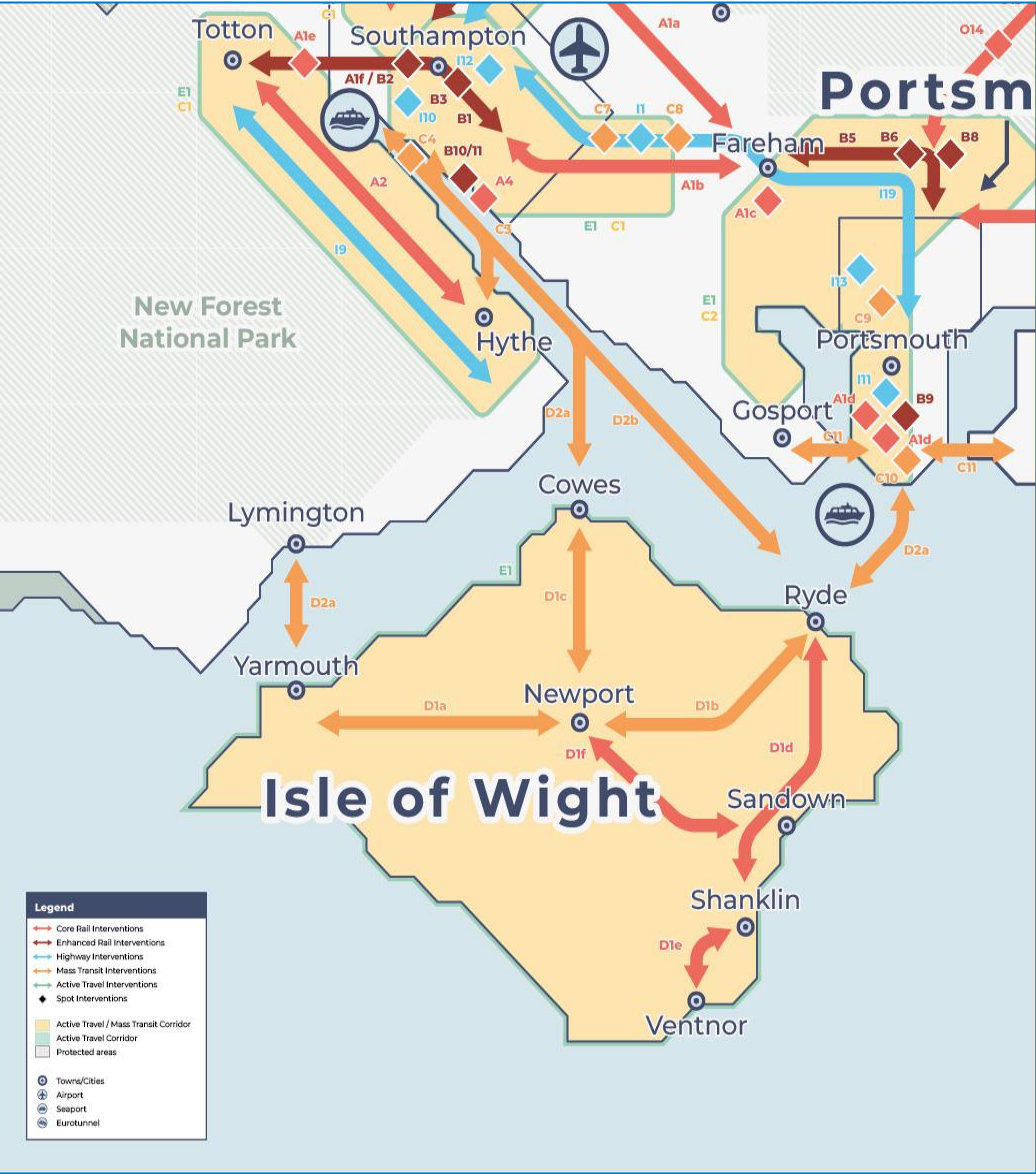 C1
A1a
O14
Totton
A1e
Southampton
I12
Portsm
A1f / B2
E1
C1
B3
I10
B1
C7
I1
C8
C4
Fareham
B5
B6
B8
B10/11
A2
A4
A1b
I19
A1c
C3
E1
C1
I9
I13
New Forest
National Park
E1
C2
C9
Hythe
Portsmouth
I11
A1d
B9
Gosport
D2a
D2b
C11
A1d
C11
C10
Cowes
Lymington
D2a
E1
D1c
D2a
Ryde
Yarmouth
Newport
D1a
D1b
D1f
D1d
Isle of Wight
Sandown
Shanklin
D1e
Ventnor
Legend
Core Rail Interventions
Enhanced Rail Interventions
Highway Interventions
Mass Transit Interventions
Active Travel Interventions
Spot Interventions
Active Travel / Mass Transit Corridor
Active Travel Corridor
Protected areas
Towns/Cities
Airport
Seaport
Eurotunnel